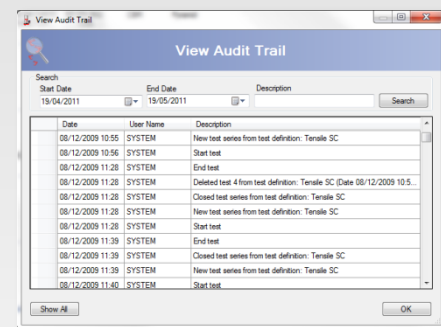 View Audit Trail
View Audit Trail
Search
Start Date End Date Description
19/04/2011 19/05/2011 Search
Date User Name Description
08/12/2009 10:55 SYSTEM New test series from test definition: Tensile SC
08/12/2009 10:56 SYSTEM Start test
08/12/2009 11:28 SYSTEM End test
08/12/2009 11:28 SYSTEM Deleted test 4 from test definition: Tensile SC (Date 08/12/2009 10:5...
08/12/2009 11:28 SYSTEM Closed test series from test definition: Tensile SC
08/12/2009 11:28 SYSTEM New test series from test definition: Tensile SC
08/12/2009 11:28 SYSTEM Start test
08/12/2009 11:39 SYSTEM End test
08/12/2009 11:39 SYSTEM Closed test series from test definition: Tensile SC
08/12/2009 11:39 SYSTEM New test series from test definition: Tensile SC
08/12/2009 11:40 SYSTEM Start test
Show All OK